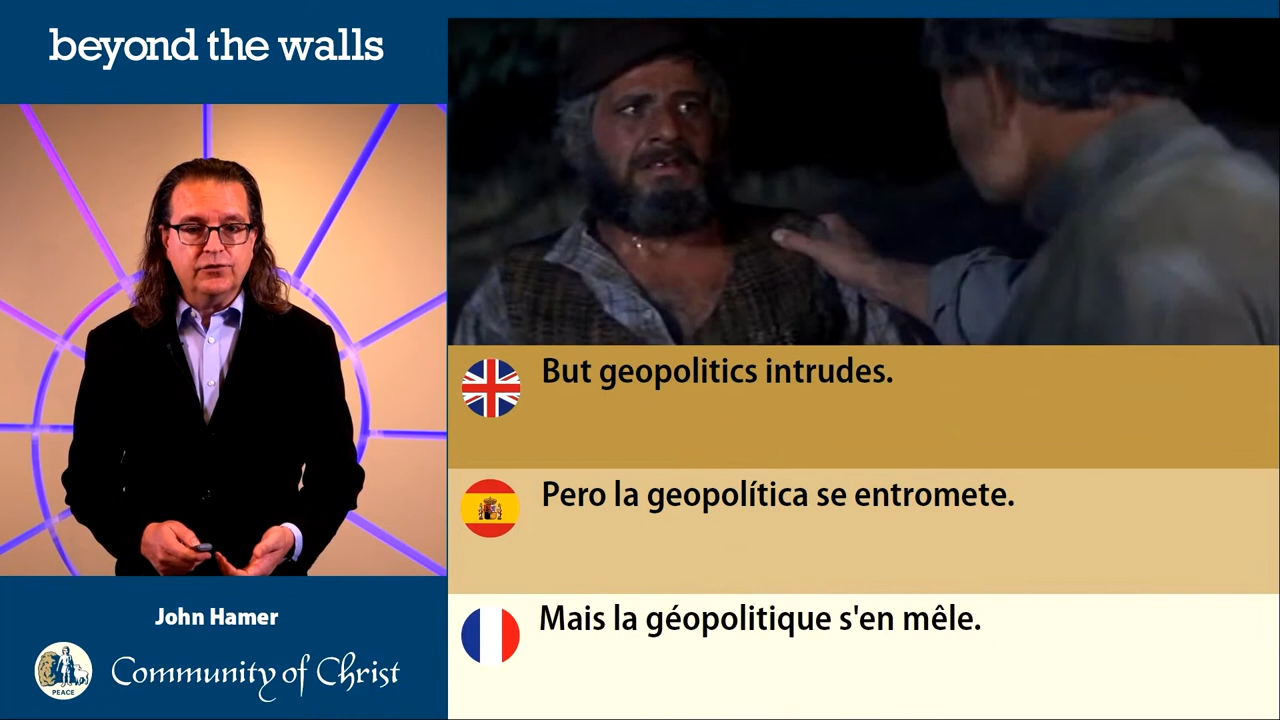 beyond the walls
But geopolitics intrudes.
Pero la geopolítica se entromete.
Mais la géopolitique s'en mêle.
John Hamer
PEACE
Community of Christ